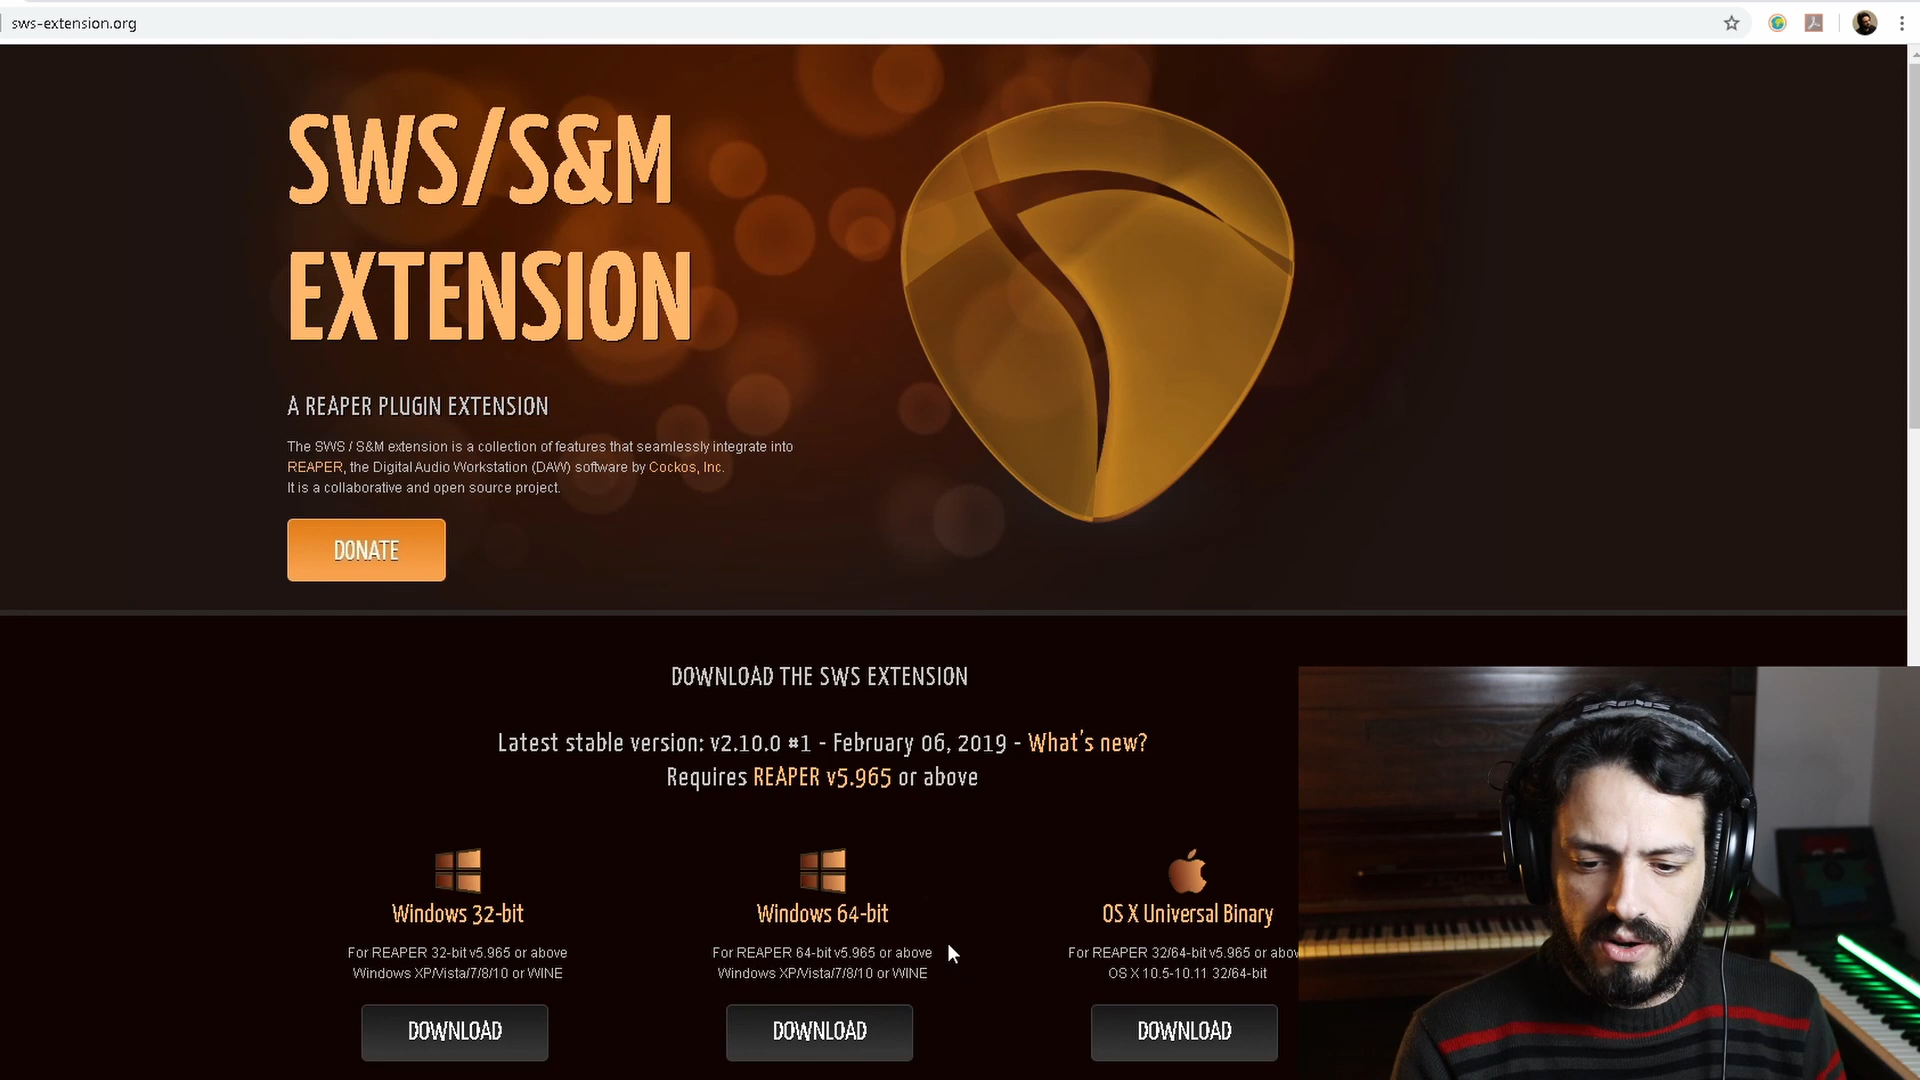 sws-extension.org
SWS/S&M
EXTENSION
A REAPER PLUGIN EXTENSION
The SWS / S&M extension is a collection of features that seamlessly integrate into
REAPER, the Digital Audio Workstation (DAW) software by Cockos, Inc.
It is a collaborative and open source project.
DONATE
DOWNLOAD THE SWS EXTENSION
Latest stable version: v2.10.0 #1 - February 06, 2019 - What's new?
Requires REAPER v5.965 or above
Windows 32-bit
For REAPER 32-bit v5.965 or above
Windows XP/Vista/7/8/10 or WINE
DOWNLOAD
Windows 64-bit
For REAPER 64-bit v5.965 or above
Windows XP/Vista/7/8/10 or WINE
DOWNLOAD
OS X Universal Binary
For REAPER 32/64-bit v5.965 or abov
OS X 10.5-10.11 32/64-bit
DOWNLOAD